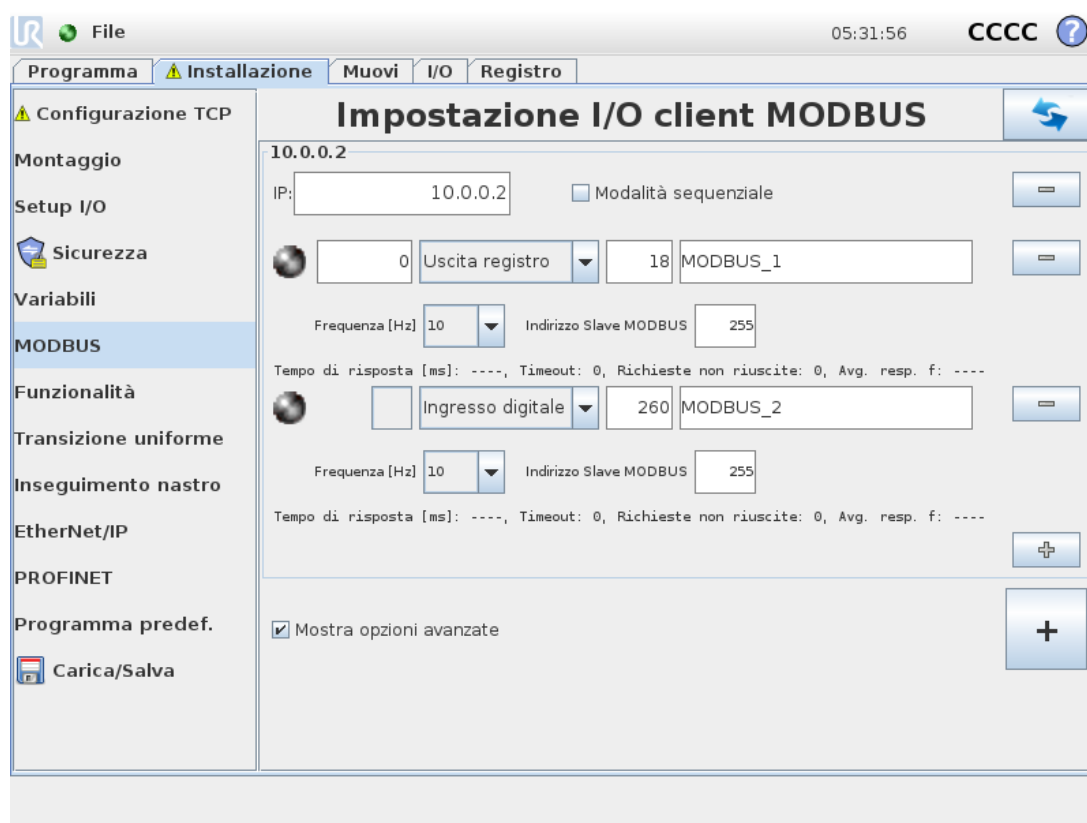 UR File 05:31:56 CCCC ?
Programma Installazione Muovi I/O Registro
Configurazione TCP
Montaggio
Setup I/O
Sicurezza
Variabili
MODBUS
Funzionalità
Transizione uniforme
Inseguimento nastro
EtherNet/IP
PROFINET
Programma predef.
Carica/Salva
Impostazione I/O client MODBUS
10.0.0.2
IP: 10.0.0.2 Modalità sequenziale
0 Uscita registro 18 MODBUS_1
Frequenza [Hz] 10 Indirizzo Slave MODBUS 255
Tempo di risposta [ms]: ----, Timeout: 0, Richieste non riuscite: 0, Avg. resp. f: ----
Ingresso digitale 260 MODBUS_2
Frequenza [Hz] 10 Indirizzo Slave MODBUS 255
Tempo di risposta [ms]: ----, Timeout: 0, Richieste non riuscite: 0, Avg. resp. f: ----
Mostra opzioni avanzate